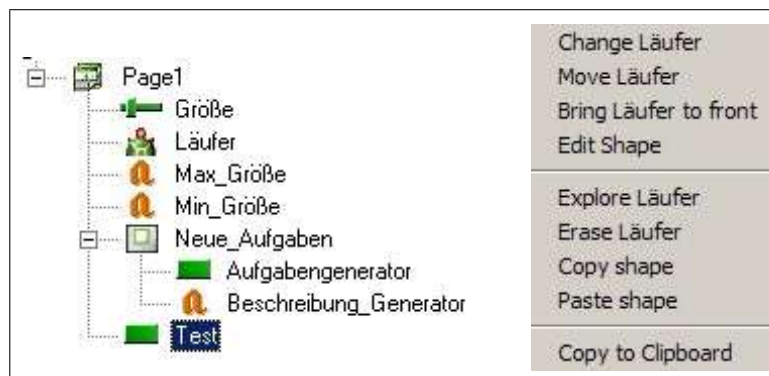 Page1
Größe
Läufer
Max_Größe
Min_Größe
Neue_Aufgaben
Aufgabengenerator
Beschreibung_Generator
Test
Change Läufer
Move Läufer
Bring Läufer to front
Edit Shape
Explore Läufer
Erase Läufer
Copy shape
Paste shape
Copy to Clipboard